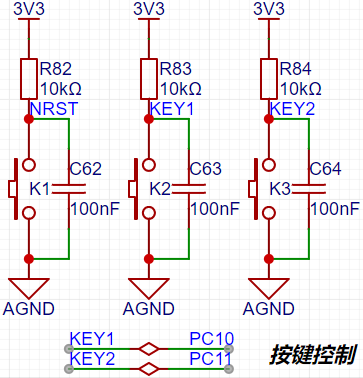 3V3 3V3 3V3
R82 R83 R84
10kΩ 10kΩ 10kΩ
NRST KEY1 KEY2
C62 C63 C64
K1 K2 K3
100nF 100nF 100nF
AGND AGND AGND
KEY1 PC10
KEY2 PC11
按键控制